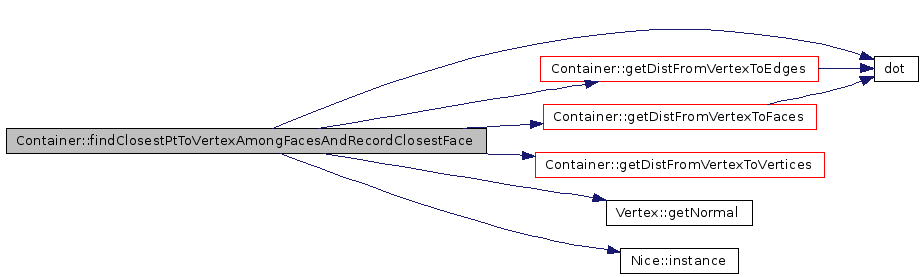 Container::findClosestPtToVertexAmongFacesAndRecordClosestFace
Container::getDistFromVertexToEdges
dot
Container::getDistFromVertexToFaces
Container::getDistFromVertexToVertices
Vertex::getNormal
Nice::instance